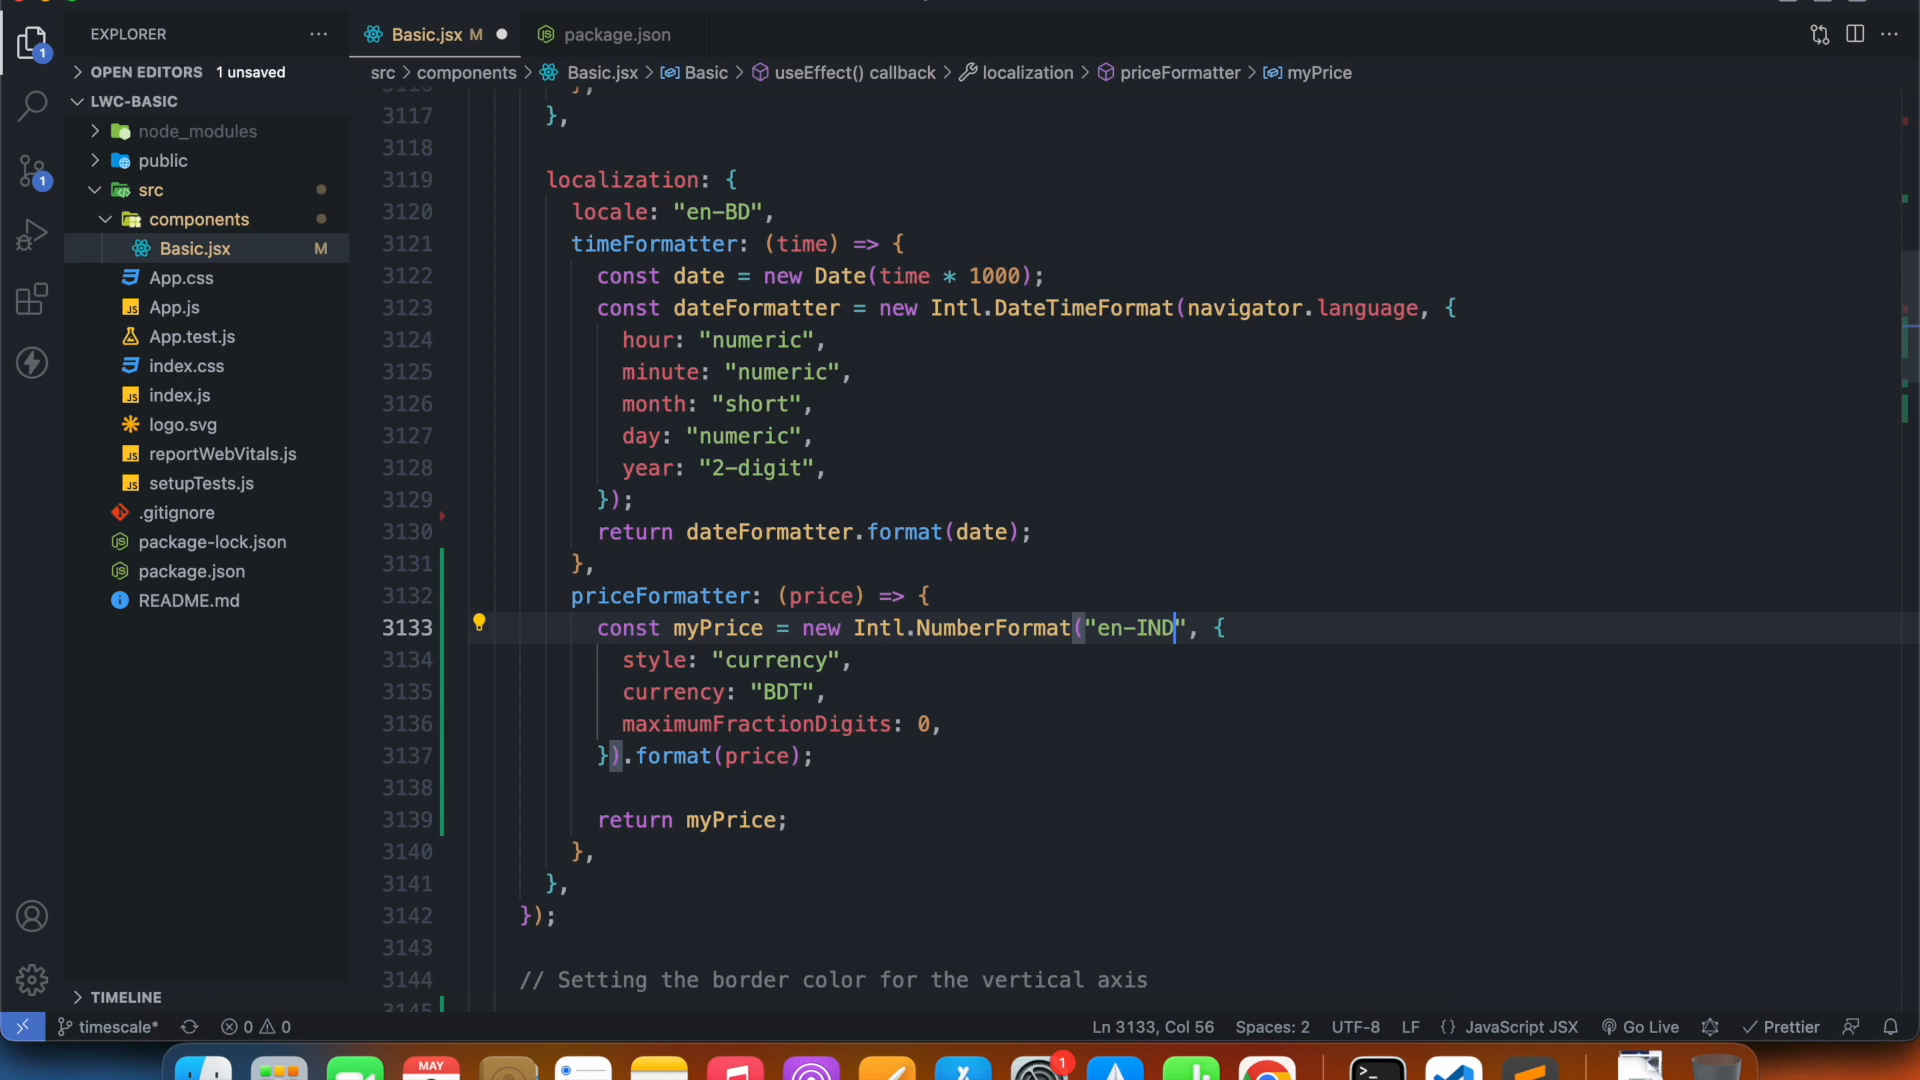 EXPLORER
OPEN EDITORS 1 unsaved
LWC-BASIC
node_modules
public
src
components
Basic.jsx M
App.css
App.js
App.test.js
index.css
index.js
logo.svg
reportWebVitals.js
setupTests.js
.gitignore
package-lock.json
package.json
README.md
TIMELINE
Basic.jsx M
package.json
src > components > Basic.jsx > Basic > useEffect() callback > localization > priceFormatter > myPrice
3117 },
3118
3119 localization: {
3120 locale: "en-BD",
3121 timeFormatter: (time) => {
3122 const date = new Date(time * 1000);
3123 const dateFormatter = new Intl.DateTimeFormat(navigator.language, {
3124 hour: "numeric",
3125 minute: "numeric",
3126 month: "short",
3127 day: "numeric",
3128 year: "2-digit",
3129 });
3130 return dateFormatter.format(date);
3131 },
3132 priceFormatter: (price) => {
3133 const myPrice = new Intl.NumberFormat("en-IND", {
3134 style: "currency",
3135 currency: "BDT",
3136 maximumFractionDigits: 0,
3137 }).format(price);
3138
3139 return myPrice;
3140 },
3141 },
3142 });
3143
3144 // Setting the border color for the vertical axis
timescale* 0 0 Ln 3133, Col 56 Spaces: 2 UTF-8 LF {} JavaScript JSX Go Live Prettier
MAY 1